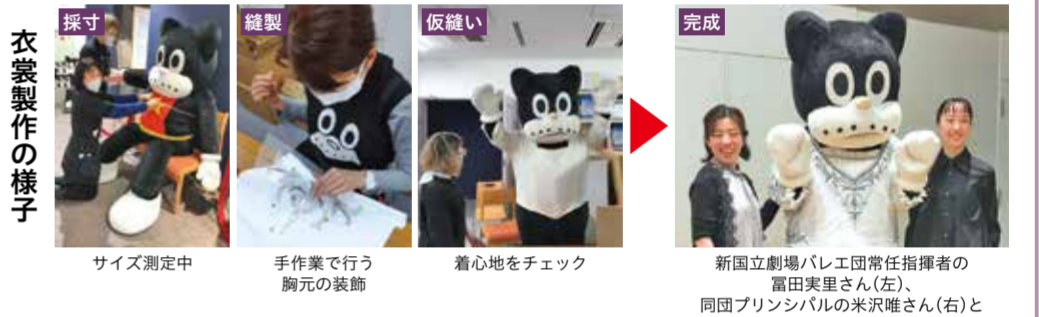 衣裳製作の様子
採寸
サイズ測定中
縫製
手作業で行う
胸元の装飾
仮縫い
着心地をチェック
完成
新国立劇場バレエ団常任指揮者の
冨田実里さん(左)、
同団プリンシパルの米沢唯さん(右)と